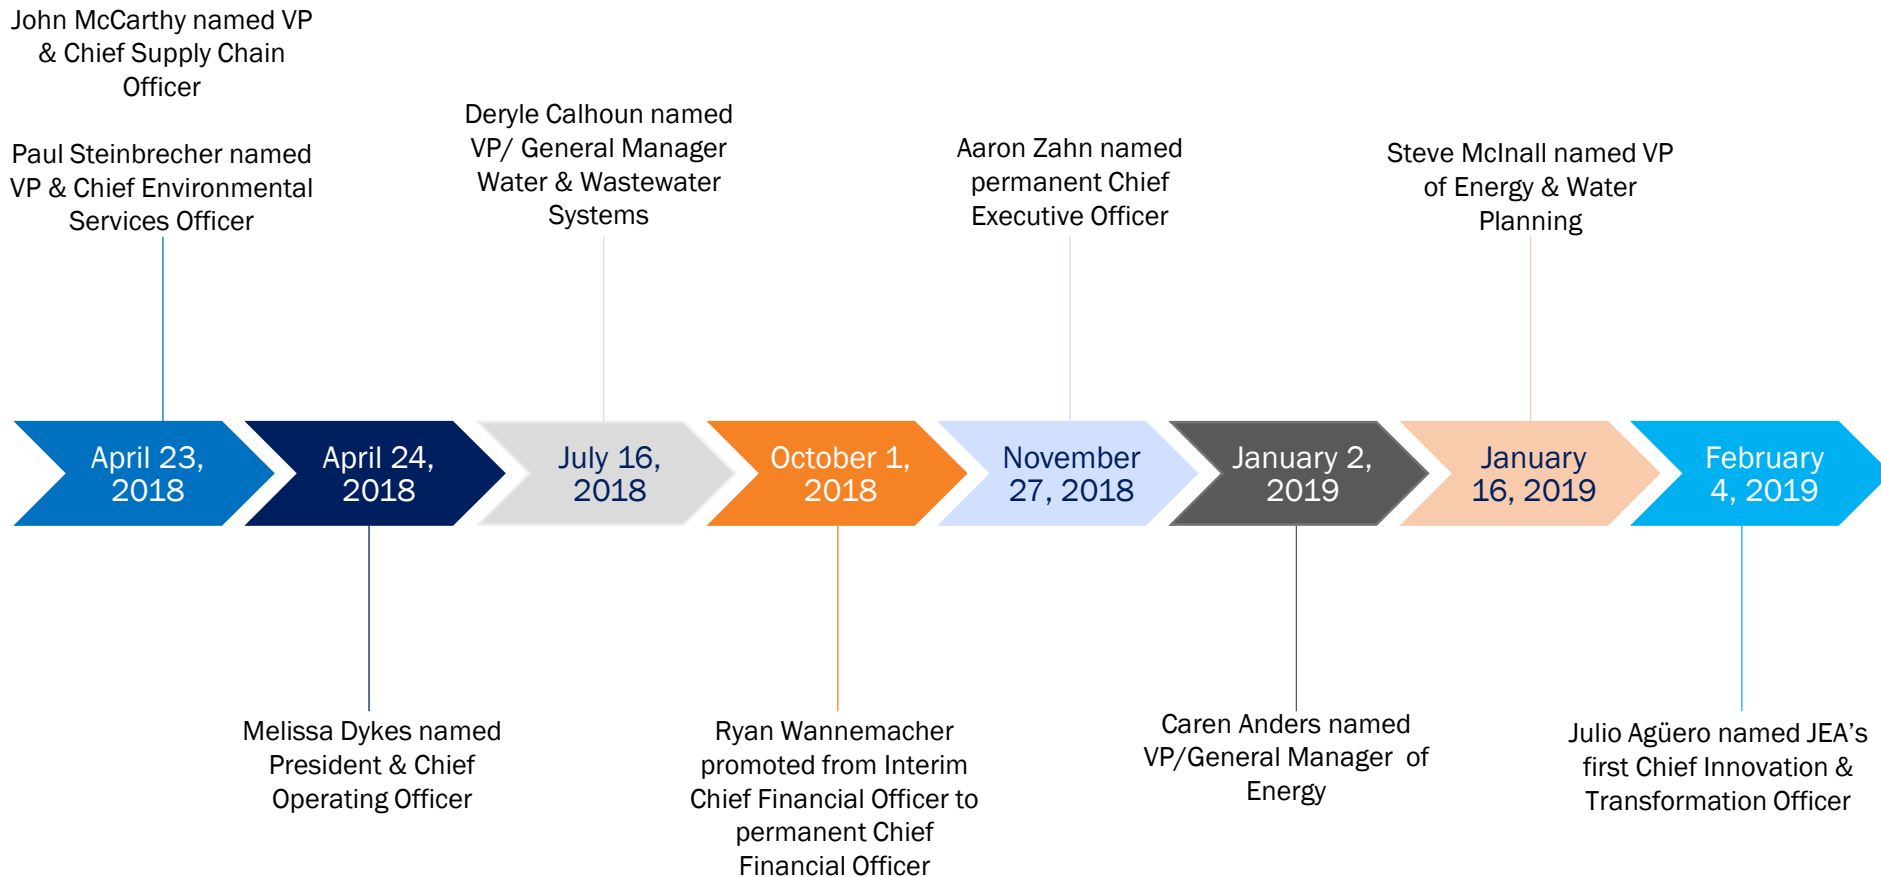 John McCarthy named VP
& Chief Supply Chain
Officer
Paul Steinbrecher named
VP & Chief Environmental
Services Officer
Deryle Calhoun named
VP/ General Manager
Water & Wastewater
Systems
Aaron Zahn named
permanent Chief
Executive Officer
Steve McInall named VP
of Energy & Water
Planning
April 23,
2018
April 24,
2018
July 16,
2018
October 1,
2018
November
27, 2018
January 2,
2019
January
16, 2019
February
4, 2019
Melissa Dykes named
President & Chief
Operating Officer
Ryan Wannemacher
promoted from Interim
Chief Financial Officer to
permanent Chief
Financial Officer
Caren Anders named
VP/General Manager of
Energy
Julio Agüero named JEA’s
first Chief Innovation &
Transformation Officer